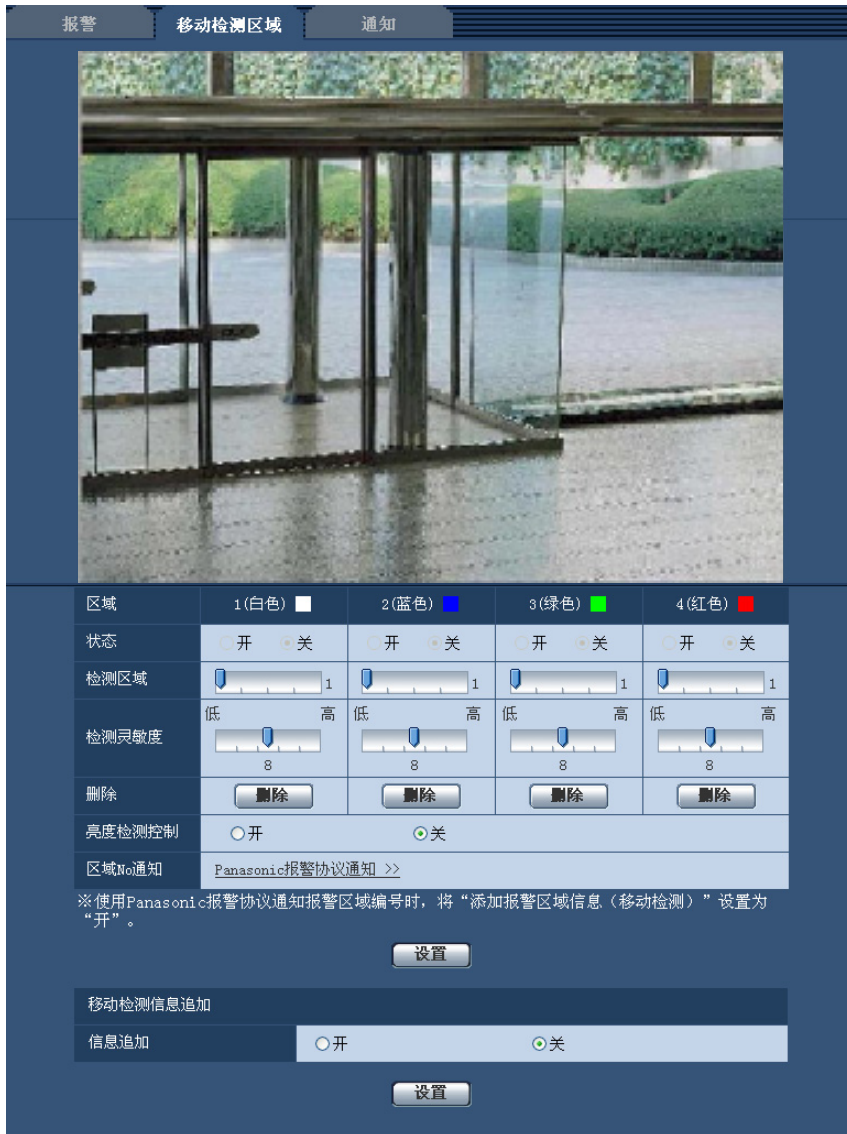 报警 移动检测区域 通知
区域 1(白色) 2(蓝色) 3(绿色) 4(红色)
状态 开 关 开 关 开 关 开 关
检测区域 1 1 1 1
低 高 低 高 低 高 低 高
检测灵敏度
8 8 8 8
删除 删除 删除 删除 删除
亮度检测控制 开 关
区域No通知 Panasonic报警协议通知 >>
※使用Panasonic报警协议通知报警区域编号时，将“添加报警区域信息（移动检测）”设置为
“开”。
设置
移动检测信息追加
信息追加 开 关
设置